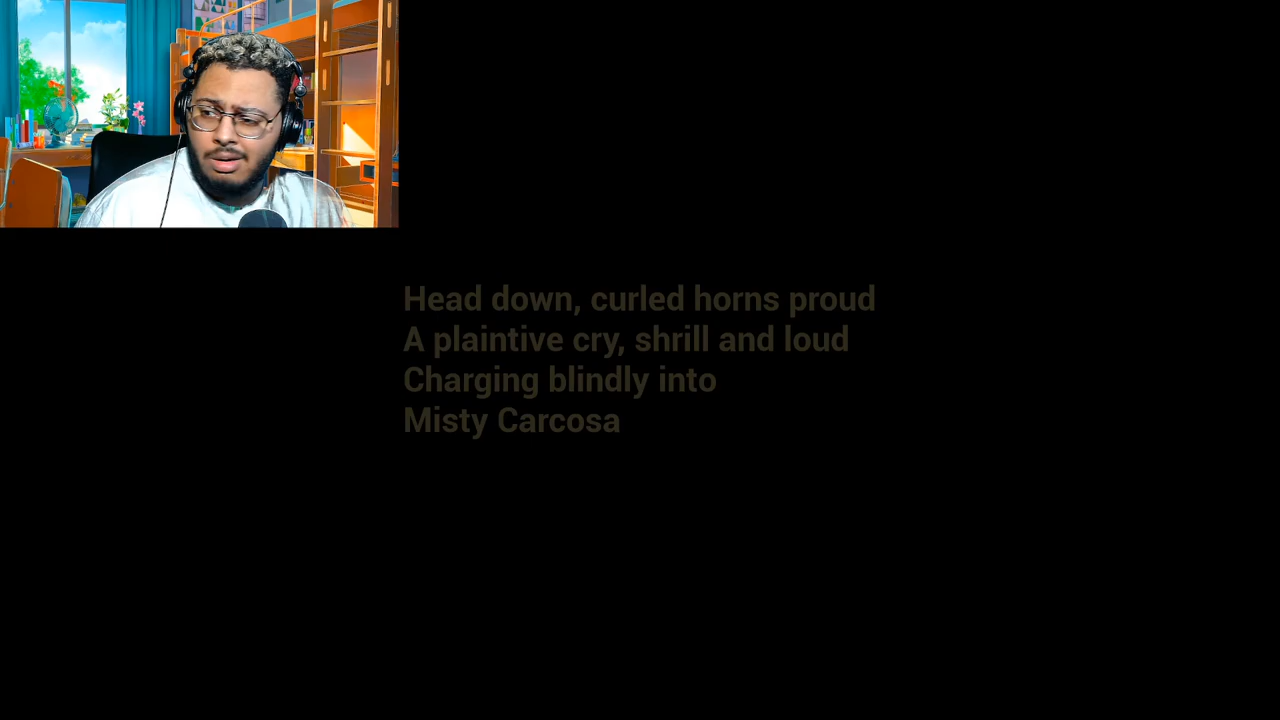 Head down, curled horns proud
A plaintive cry, shrill and loud
Charging blindly into
Misty Carcosa